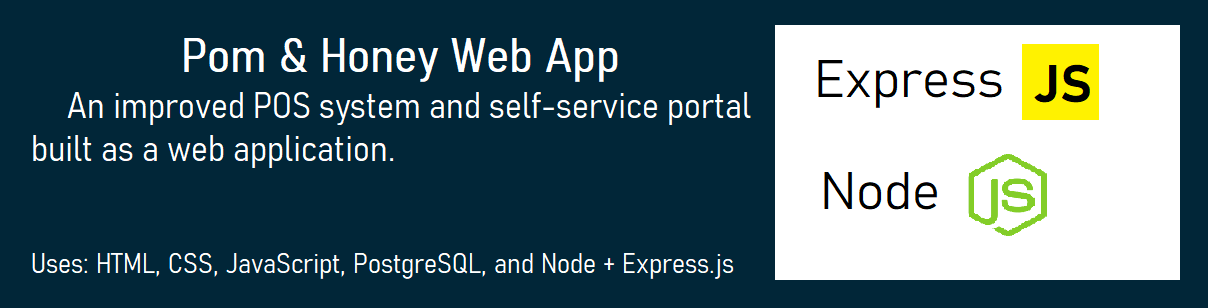 Pom & Honey Web App
An improved POS system and self-service portal
built as a web application.
Uses: HTML, CSS, JavaScript, PostgreSQL, and Node + Express.js
Express JS
Node JS